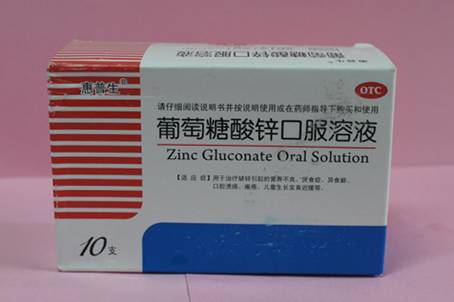 惠普生®
OTC
请仔细阅读说明书并按说明使用或在药师指导下购买和使用
葡萄糖酸锌口服溶液
Zinc Gluconate Oral Solution
【适应症】用于治疗缺锌引起的营养不良、厌食症、异食癖、
口腔溃疡、痤疮、儿童生长发育迟缓等。
10支